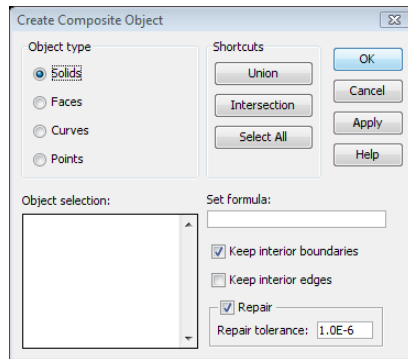 Create Composite Object
Object type
Solids
Faces
Curves
Points
Shortcuts
Union
Intersection
Select All
OK
Cancel
Apply
Help
Object selection:
Set formula:
Keep interior boundaries
Keep interior edges
Repair
Repair tolerance: 1.0E-6